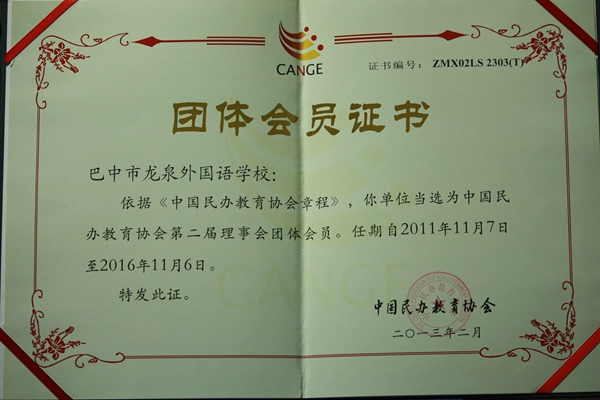 CANGE
证书编号：ZMX02LS 2303(T)
团体会员证书
巴中市龙泉外国语学校：
依据《中国民办教育协会章程》，你单位当选为中国民
办教育协会第二届理事会团体会员。任期自2011年11月7日
至2016年11月6日。
特发此证。
CANGE
中国民办教育协会
二〇一三年二月